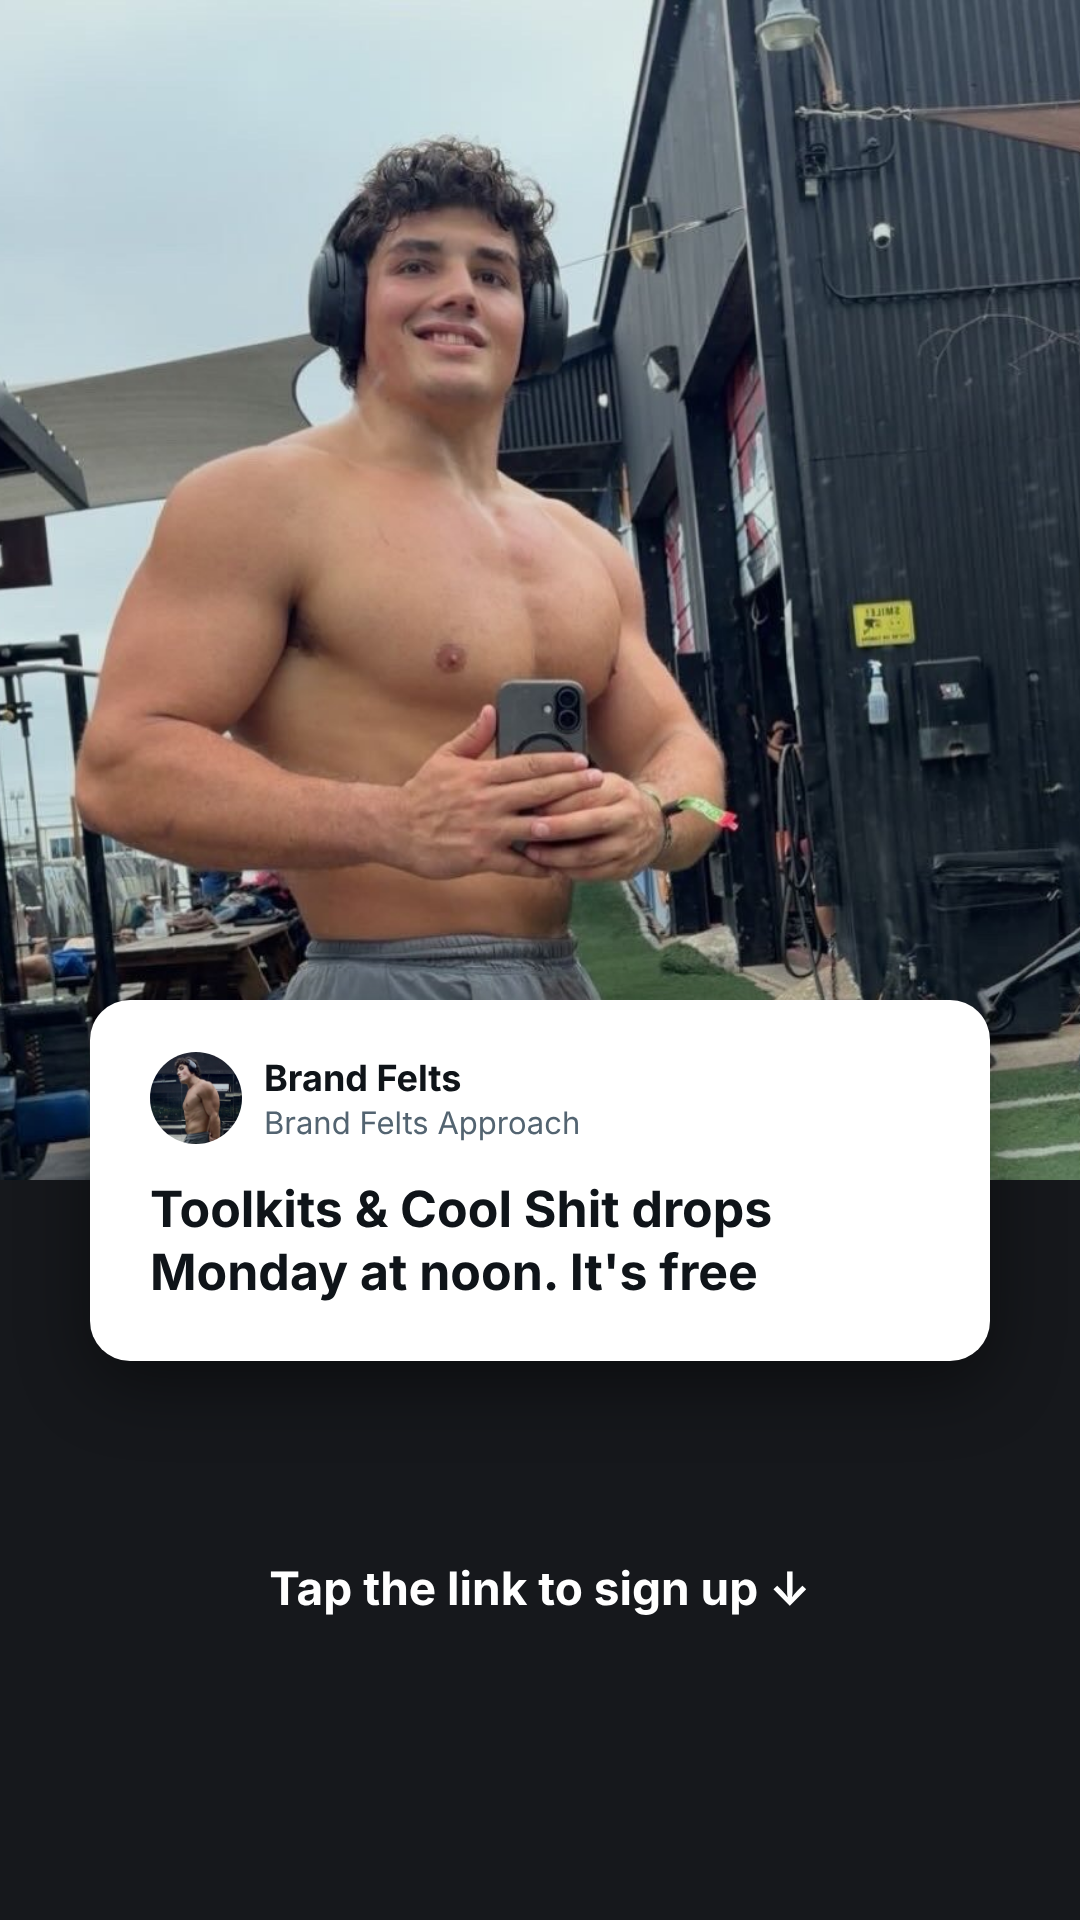 SMILE!
Brand Felts
Brand Felts Approach
Toolkits & Cool Shit drops
Monday at noon. It's free
Tap the link to sign up ↓